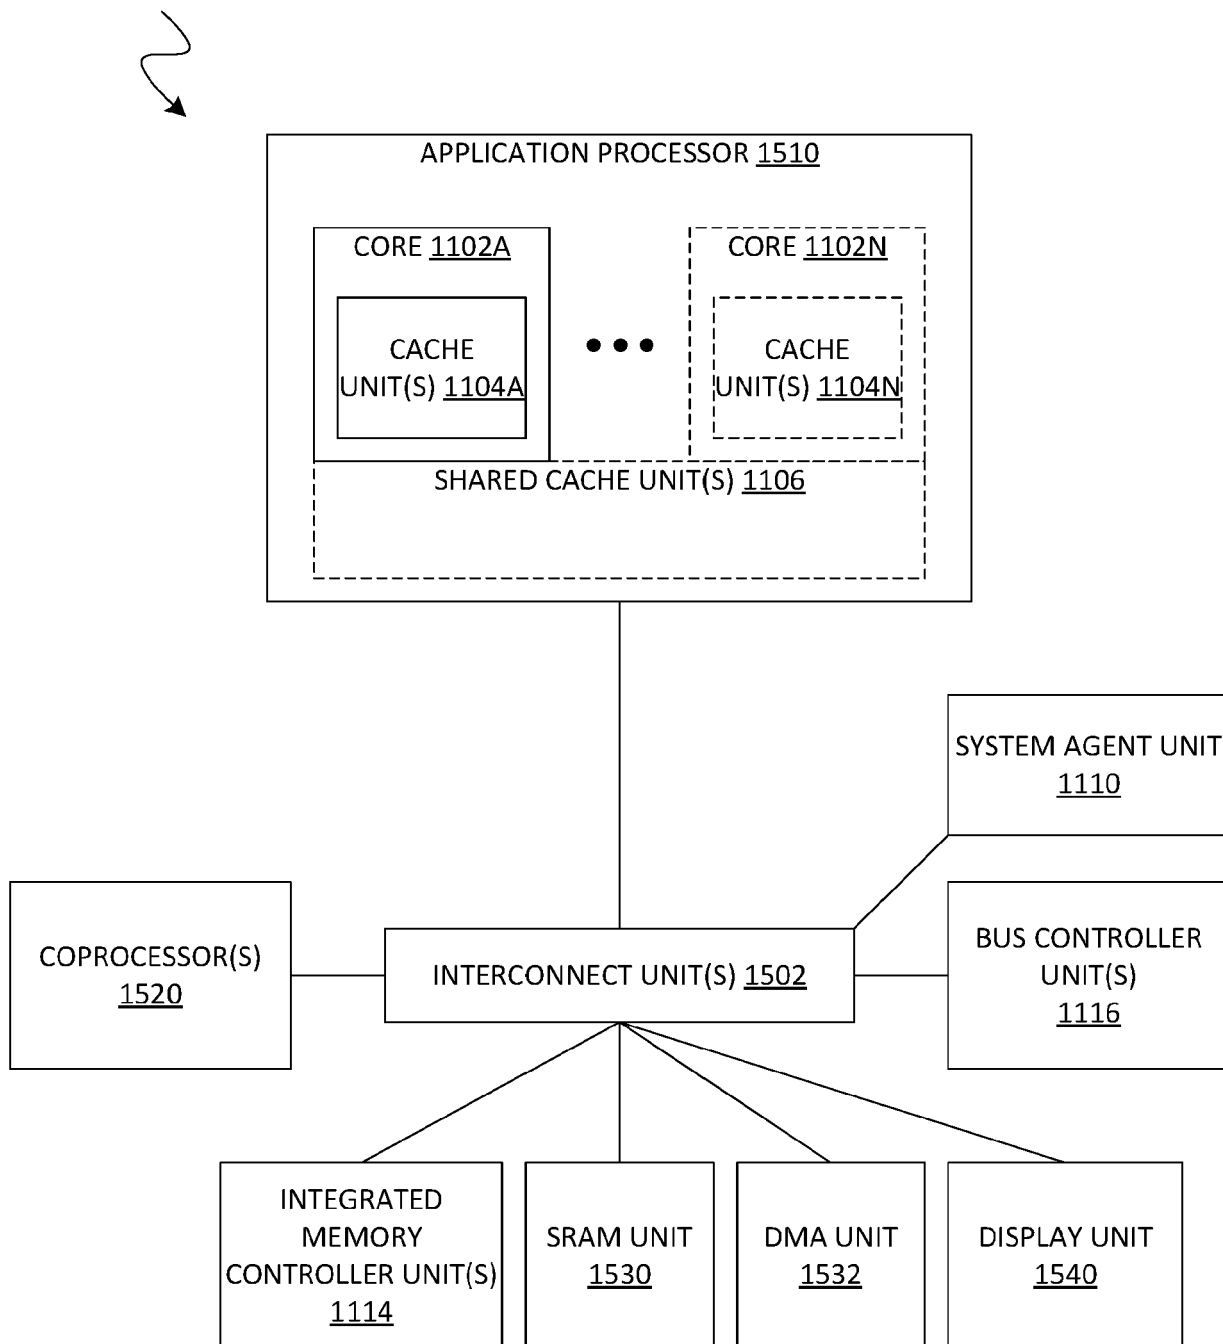 APPLICATION PROCESSOR 1510
CORE 1102A
CORE 1102N
CACHE
UNIT(S) 1104A
CACHE
UNIT(S) 1104N
SHARED CACHE UNIT(S) 1106
SYSTEM AGENT UNIT
1110
COPROCESSOR(S)
1520
INTERCONNECT UNIT(S) 1502
BUS CONTROLLER
UNIT(S)
1116
INTEGRATED
MEMORY
CONTROLLER UNIT(S)
1114
SRAM UNIT
1530
DMA UNIT
1532
DISPLAY UNIT
1540